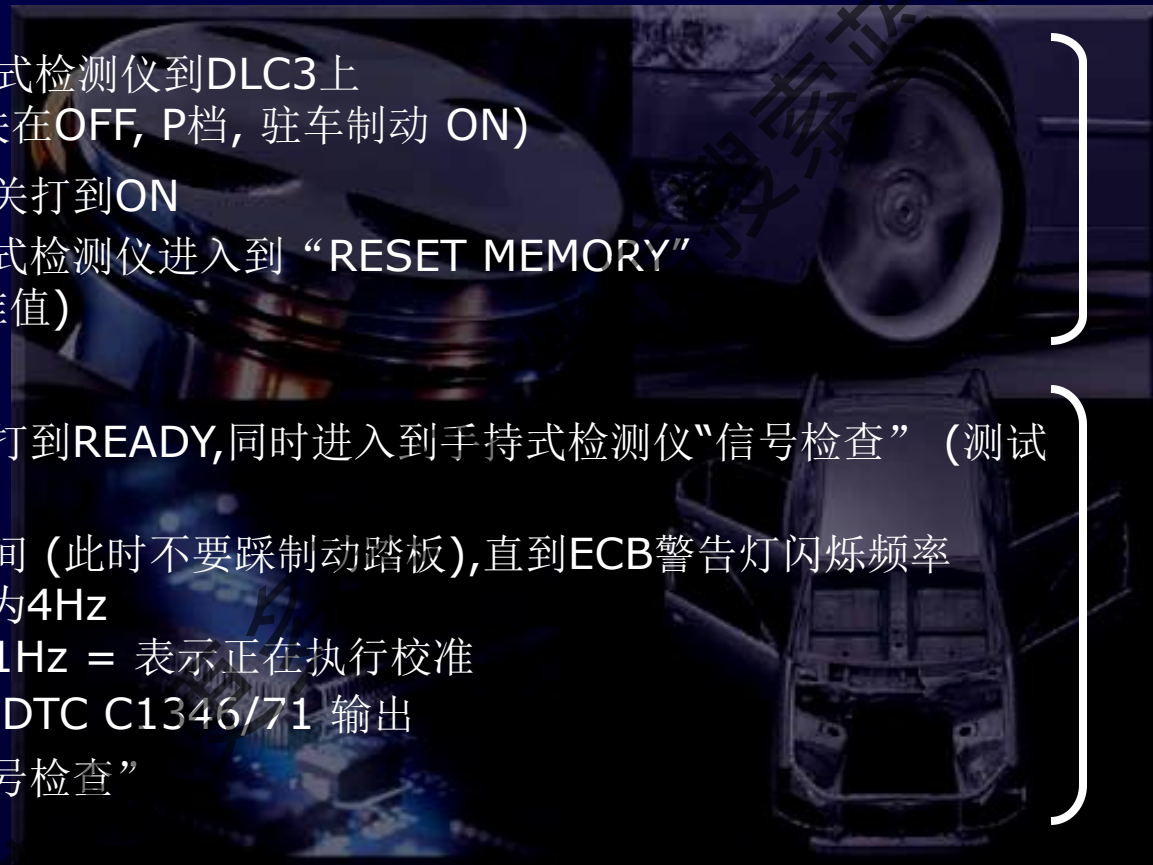 式检测仪到DLC3上
在OFF, P档, 驻车制动 ON)
关打到ON
式检测仪进入到“RESET MEMORY”
值)
打到READY,同时进入到手持式检测仪“信号检查” (测试
间 (此时不要踩制动踏板),直到ECB警告灯闪烁频率
为4Hz
1Hz = 表示正在执行校准
DTC C1346/71 输出
号检查”
搜索